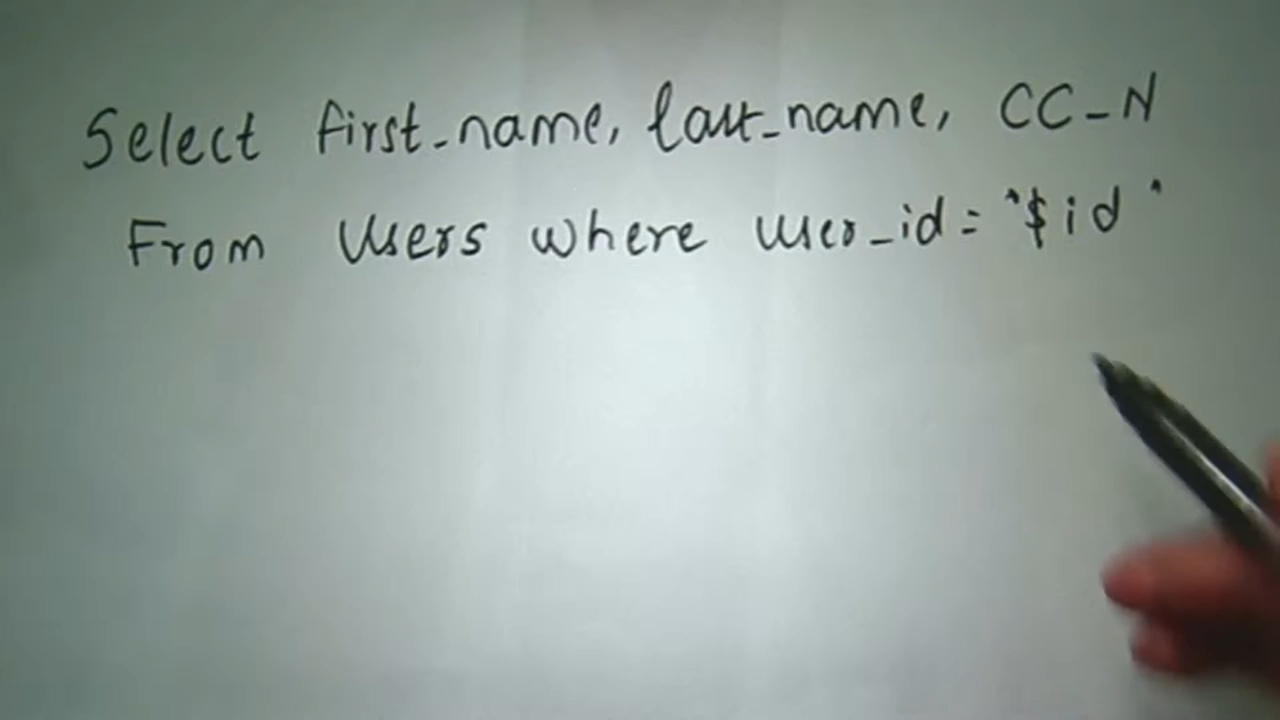 Select first_name, last_name, CC_N
From Users where user_id = '$id'